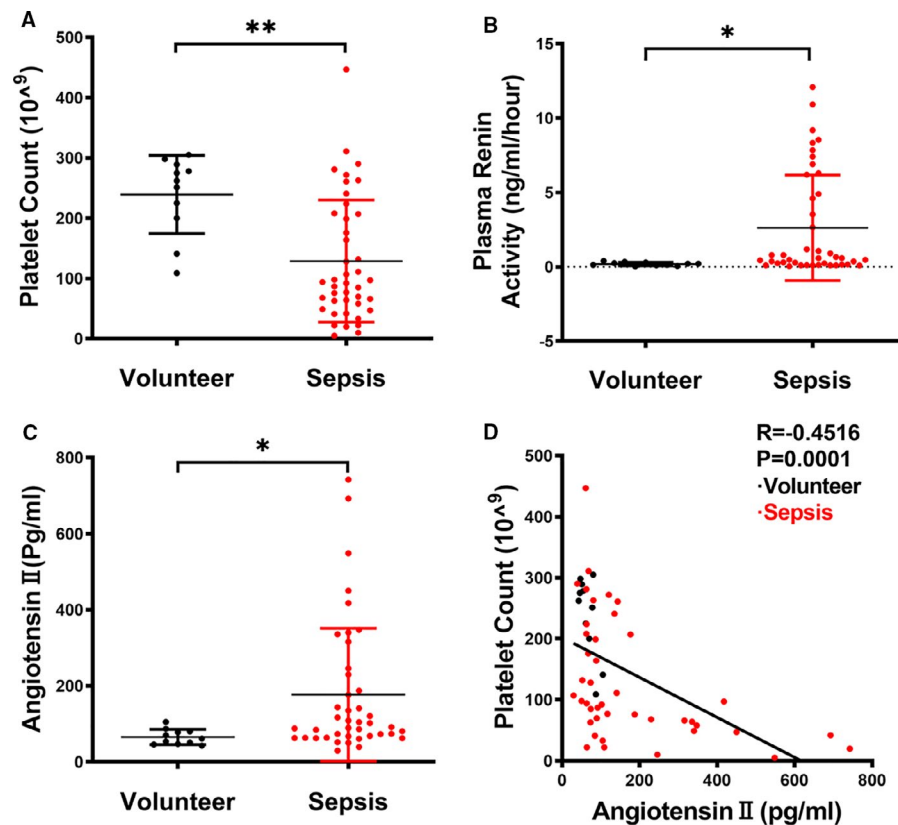 A
**
Platelet Count (10^9)
500
400
300
200
100
0
Volunteer Sepsis
B
*
Plasma Renin
Activity (ng/ml/hour)
15
10
5
0
-5
Volunteer Sepsis
C
*
Angiotensin Ⅱ(Pg/ml)
800
600
400
200
0
Volunteer Sepsis
D
R=-0.4516
P=0.0001
·Volunteer
·Sepsis
Platelet Count (10^9)
500
400
300
200
100
0
0 200 400 600 800
Angiotensin Ⅱ (pg/ml)